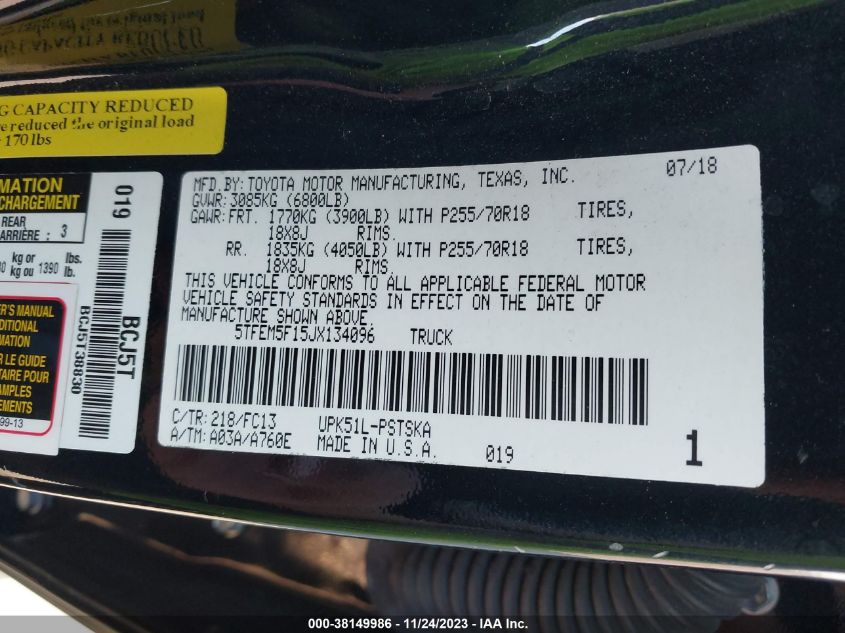 G CAPACITY REDUCED
re reduced the original load
170 lbs
MATION
CHARGEMENT
REAR
ARRIÈRE : 3
kg or lbs.
kg ou 1390 lb.
019
BCJ5T
BCJ5T38830
ER'S MANUAL
DDITIONAL
MATION
R LE GUIDE
TAIRE POUR
AMPLES
EMENTS
99-13
MFD.BY: TOYOTA MOTOR MANUFACTURING, TEXAS, INC. 07/18
GVWR: 3085KG (6800LB)
GAWR: FRT. 1770KG (3900LB) WITH P255/70R18 TIRES,
18X8J RIMS.
RR. 1835KG (4050LB) WITH P255/70R18 TIRES,
18X8J RIMS.
THIS VEHICLE CONFORMS TO ALL APPLICABLE FEDERAL MOTOR
VEHICLE SAFETY STANDARDS IN EFFECT ON THE DATE OF
MANUFACTURE SHOWN ABOVE.
5TFEM5F15JX134096 TRUCK
C/TR: 218/FC13 UPK51L-PSTSKA
A/TM: A03A/A760E MADE IN U.S.A. 019 1
000-38149986 - 11/24/2023 - IAA Inc.